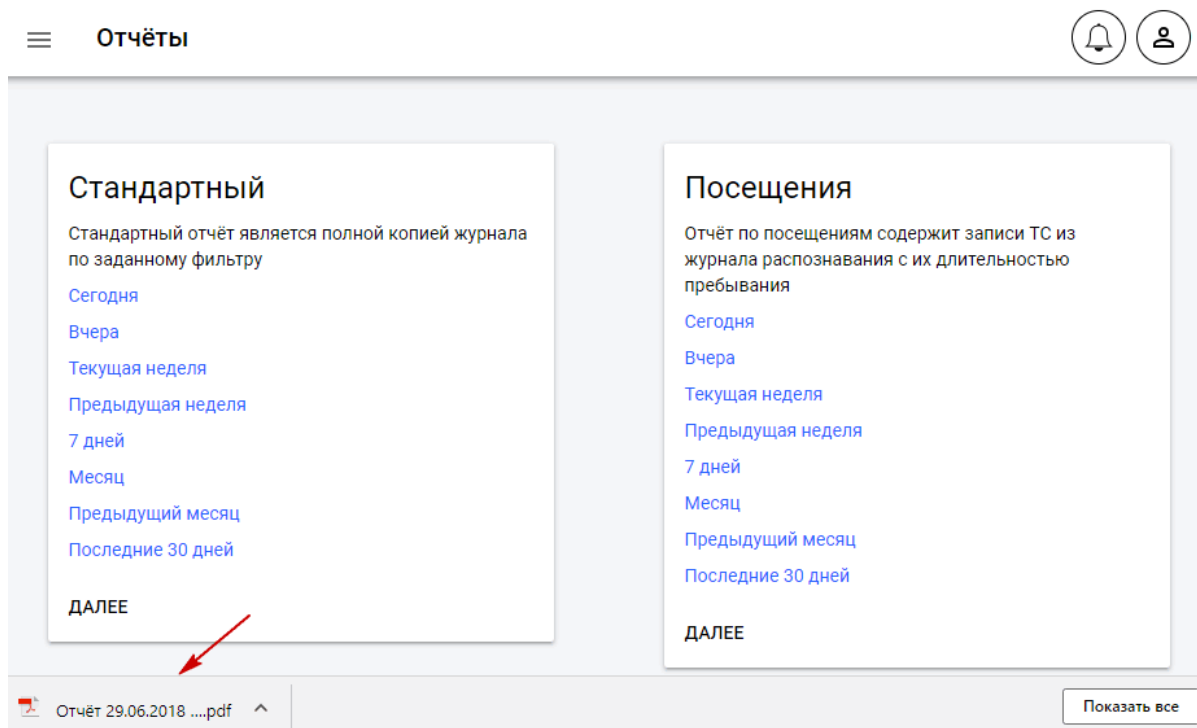 Отчёты
Стандартный
Стандартный отчёт является полной копией журнала
по заданному фильтру
Сегодня
Вчера
Текущая неделя
Предыдущая неделя
7 дней
Месяц
Предыдущий месяц
Последние 30 дней
ДАЛЕЕ
Посещения
Отчёт по посещениям содержит записи ТС из
журнала распознавания с их длительностью
пребывания
Сегодня
Вчера
Текущая неделя
Предыдущая неделя
7 дней
Месяц
Предыдущий месяц
Последние 30 дней
ДАЛЕЕ
Отчёт 29.06.2018 ....pdf
Показать все